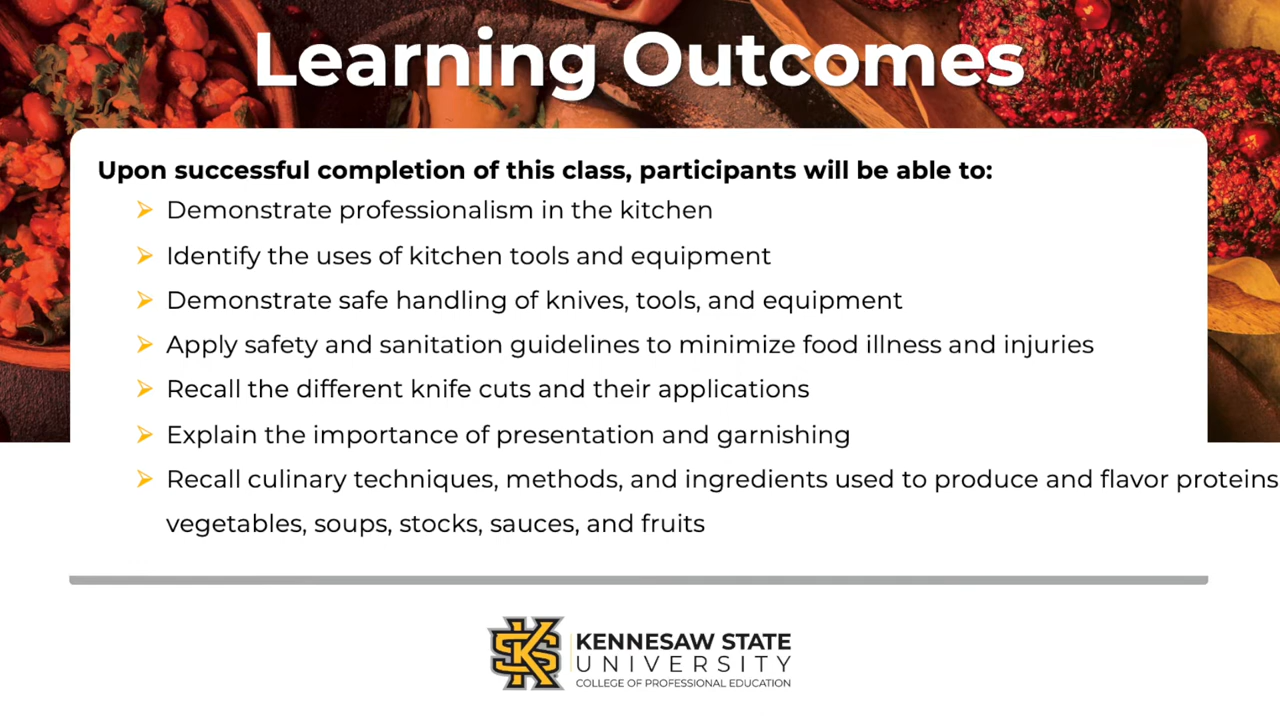 Learning Outcomes
Upon successful completion of this class, participants will be able to:
➢ Demonstrate professionalism in the kitchen
➢ Identify the uses of kitchen tools and equipment
➢ Demonstrate safe handling of knives, tools, and equipment
➢ Apply safety and sanitation guidelines to minimize food illness and injuries
➢ Recall the different knife cuts and their applications
➢ Explain the importance of presentation and garnishing
➢ Recall culinary techniques, methods, and ingredients used to produce and flavor proteins
vegetables, soups, stocks, sauces, and fruits
KS
KENNESAW STATE
UNIVERSITY
COLLEGE OF PROFESSIONAL EDUCATION